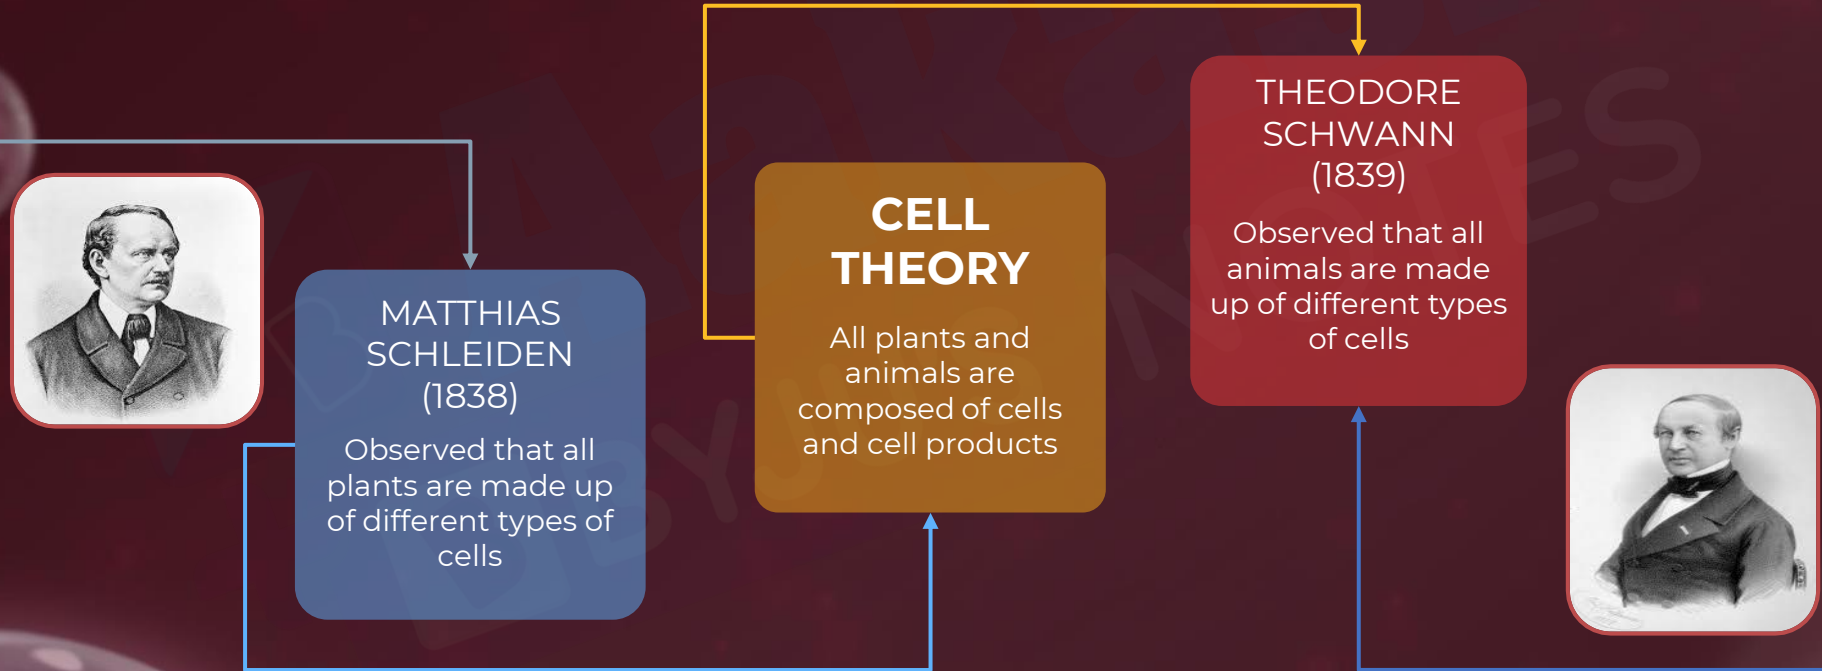 MATTHIAS
SCHLEIDEN
(1838)
Observed that all
plants are made up
of different types of
cells
CELL
THEORY
All plants and
animals are
composed of cells
and cell products
THEODORE
SCHWANN
(1839)
Observed that all
animals are made
up of different types
of cells
BYJU'S NOTES